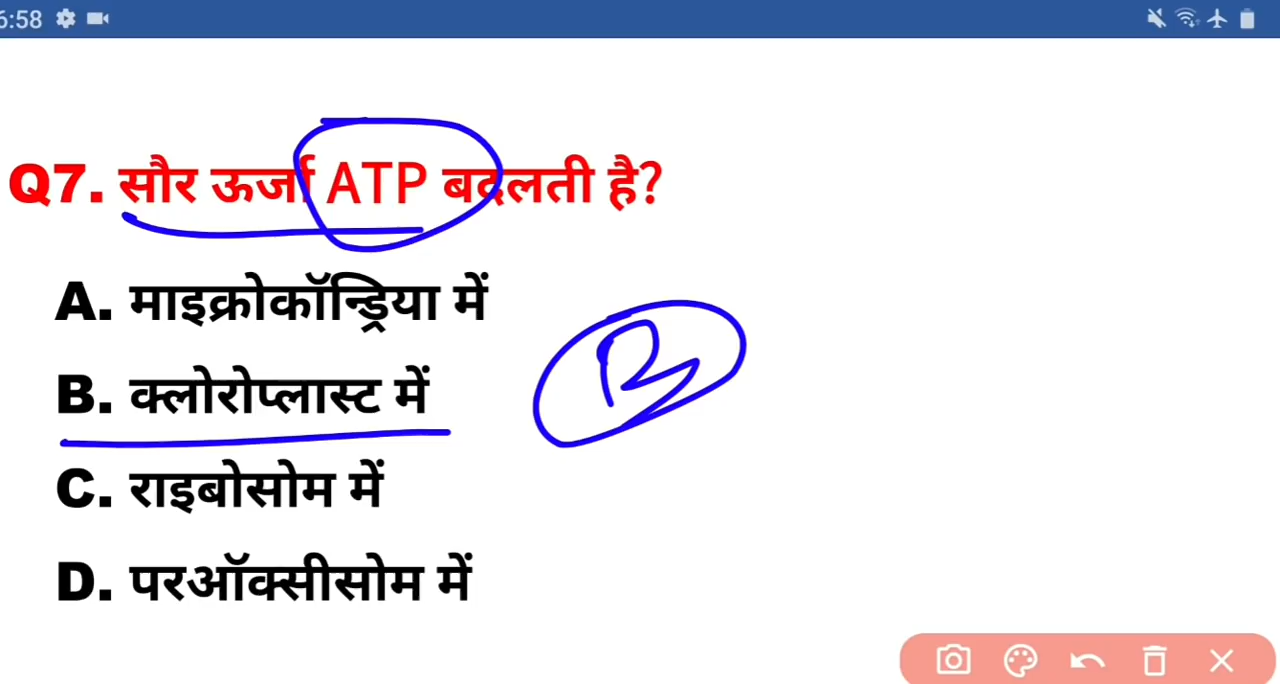 6:58
Q7. सौर ऊर्जा ATP बदलती है?
A. माइक्रोकॉन्ड्रिया में
B. क्लोरोप्लास्ट में
B
C. राइबोसोम में
D. परऑक्सीसोम में